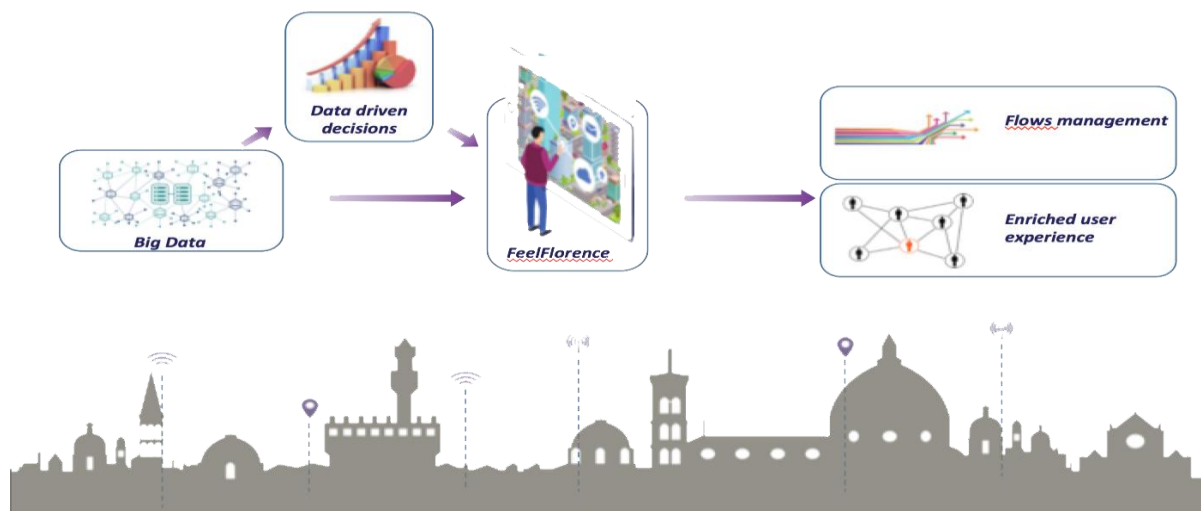 Data driven
decisions
Big Data
FeelFlorence
Flows management
Enriched user
experience